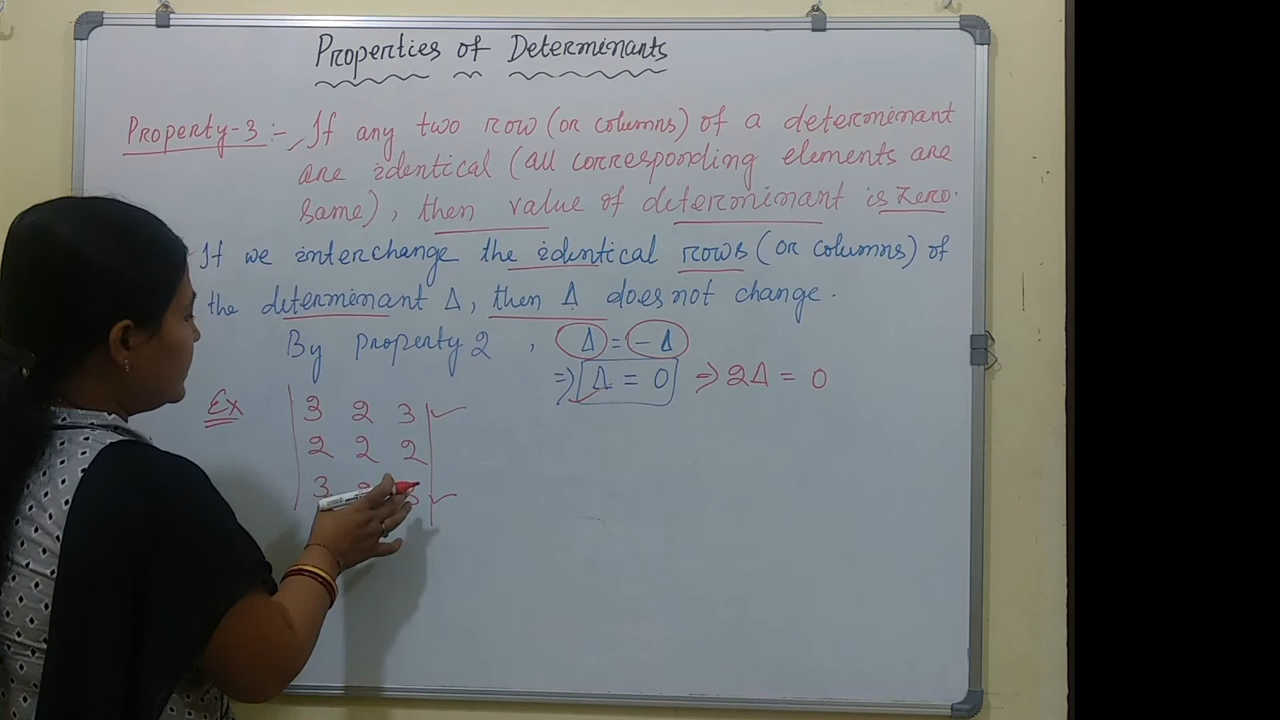 Properties of Determinants
Property-3:- If any two row (or columns) of a determinant
are identical (all corresponding elements are
same), then value of determinant is zero.
If we interchange the identical rows (or columns) of
the determinant Δ, then Δ does not change.
By property 2, Δ = - Δ
⇒ Δ = 0 ⇒ 2Δ = 0
Ex
3 2 3
2 2 2
3